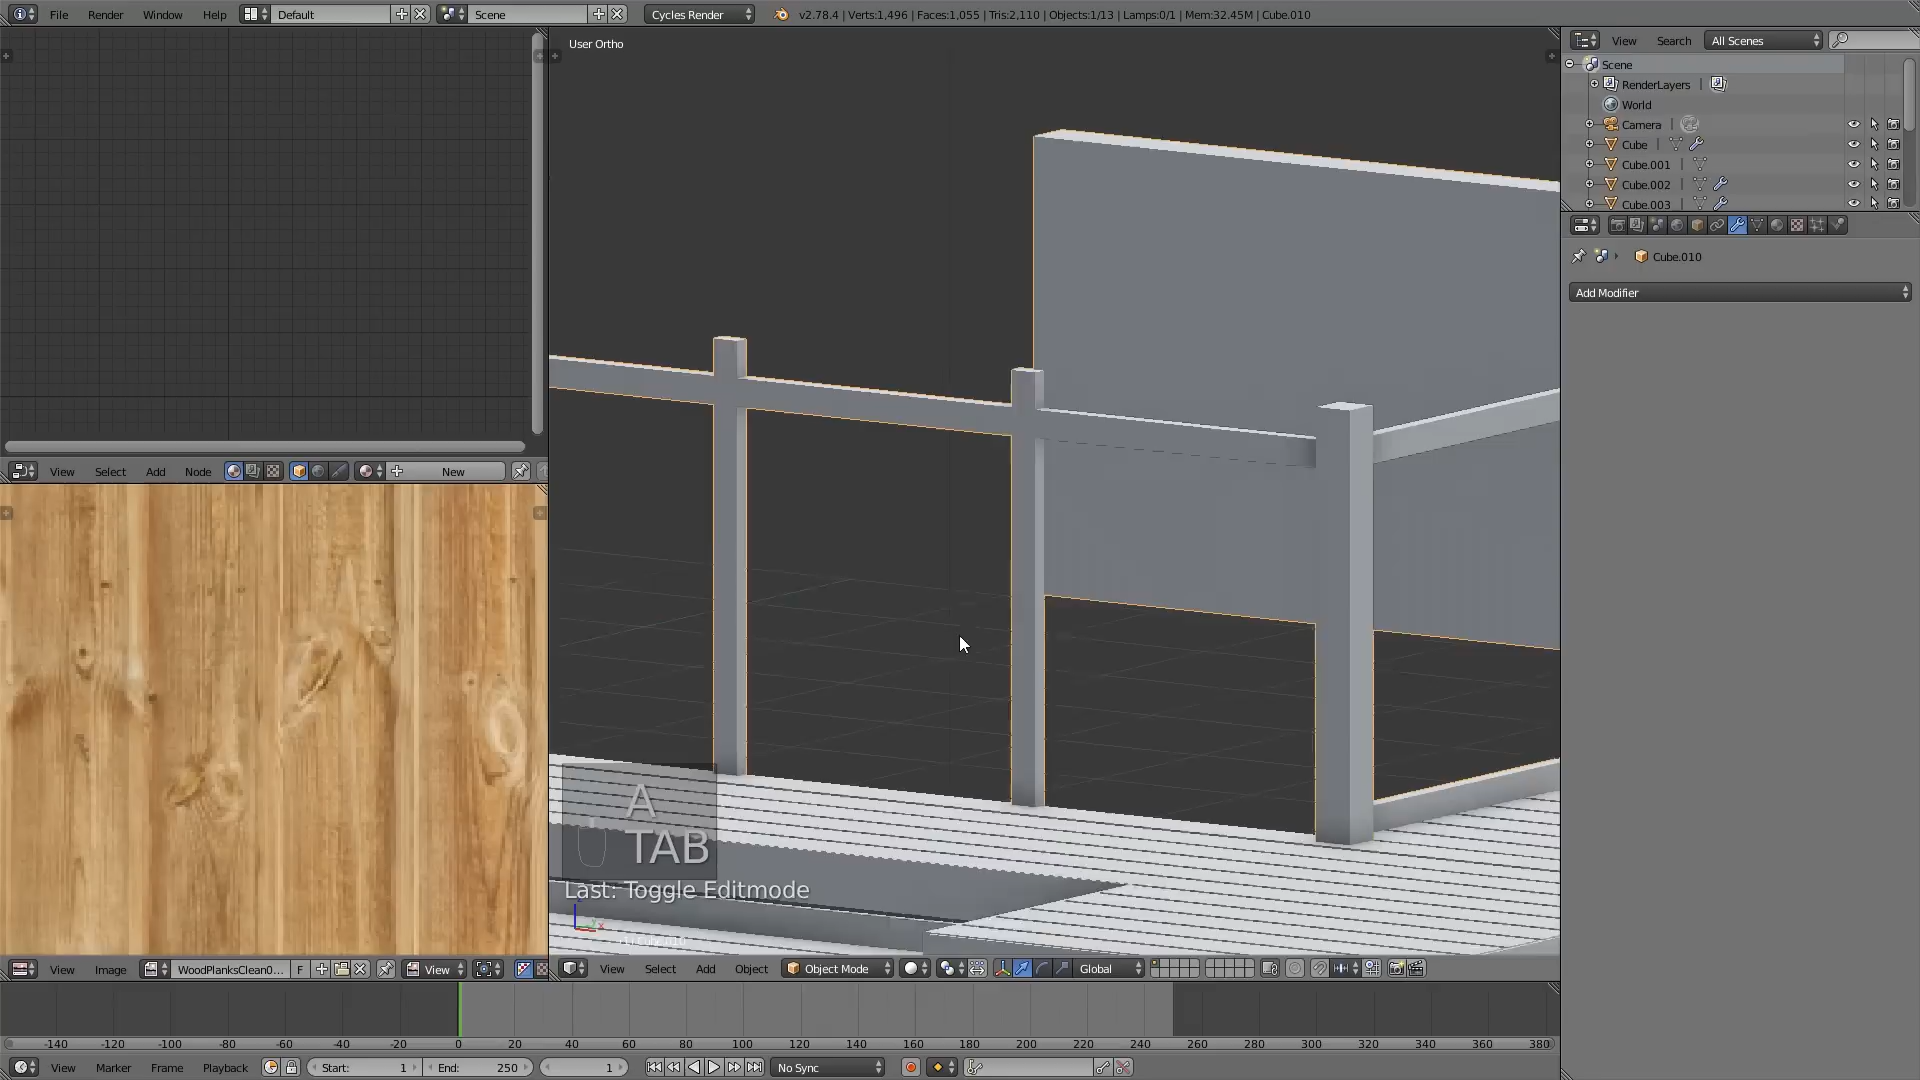 File Render Window Help Default Scene Cycles Render v2.78.4 | Verts:1,496 | Faces:1,055 | Tris:2,110 | Objects:1/13 | Lamps:0/1 | Mem:32.45M | Cube.010
User Ortho
View Search All Scenes
Scene
RenderLayers |
World
Camera |
Cube |
Cube.001 |
Cube.002 |
Cube.003 |
Cube.010
Add Modifier
View Select Add Node New
A
TAB
Last: Toggle Editmode
(1) Cube.010
View Image WoodPlanksClean0... F View
View Select Add Object Object Mode Global
-140 -120 -100 -80 -60 -40 -20 0 20 40 60 80 100 120 140 160 180 200 220 240 260 280 300 320 340 360 380
View Marker Frame Playback Start: 1 End: 250 1 No Sync